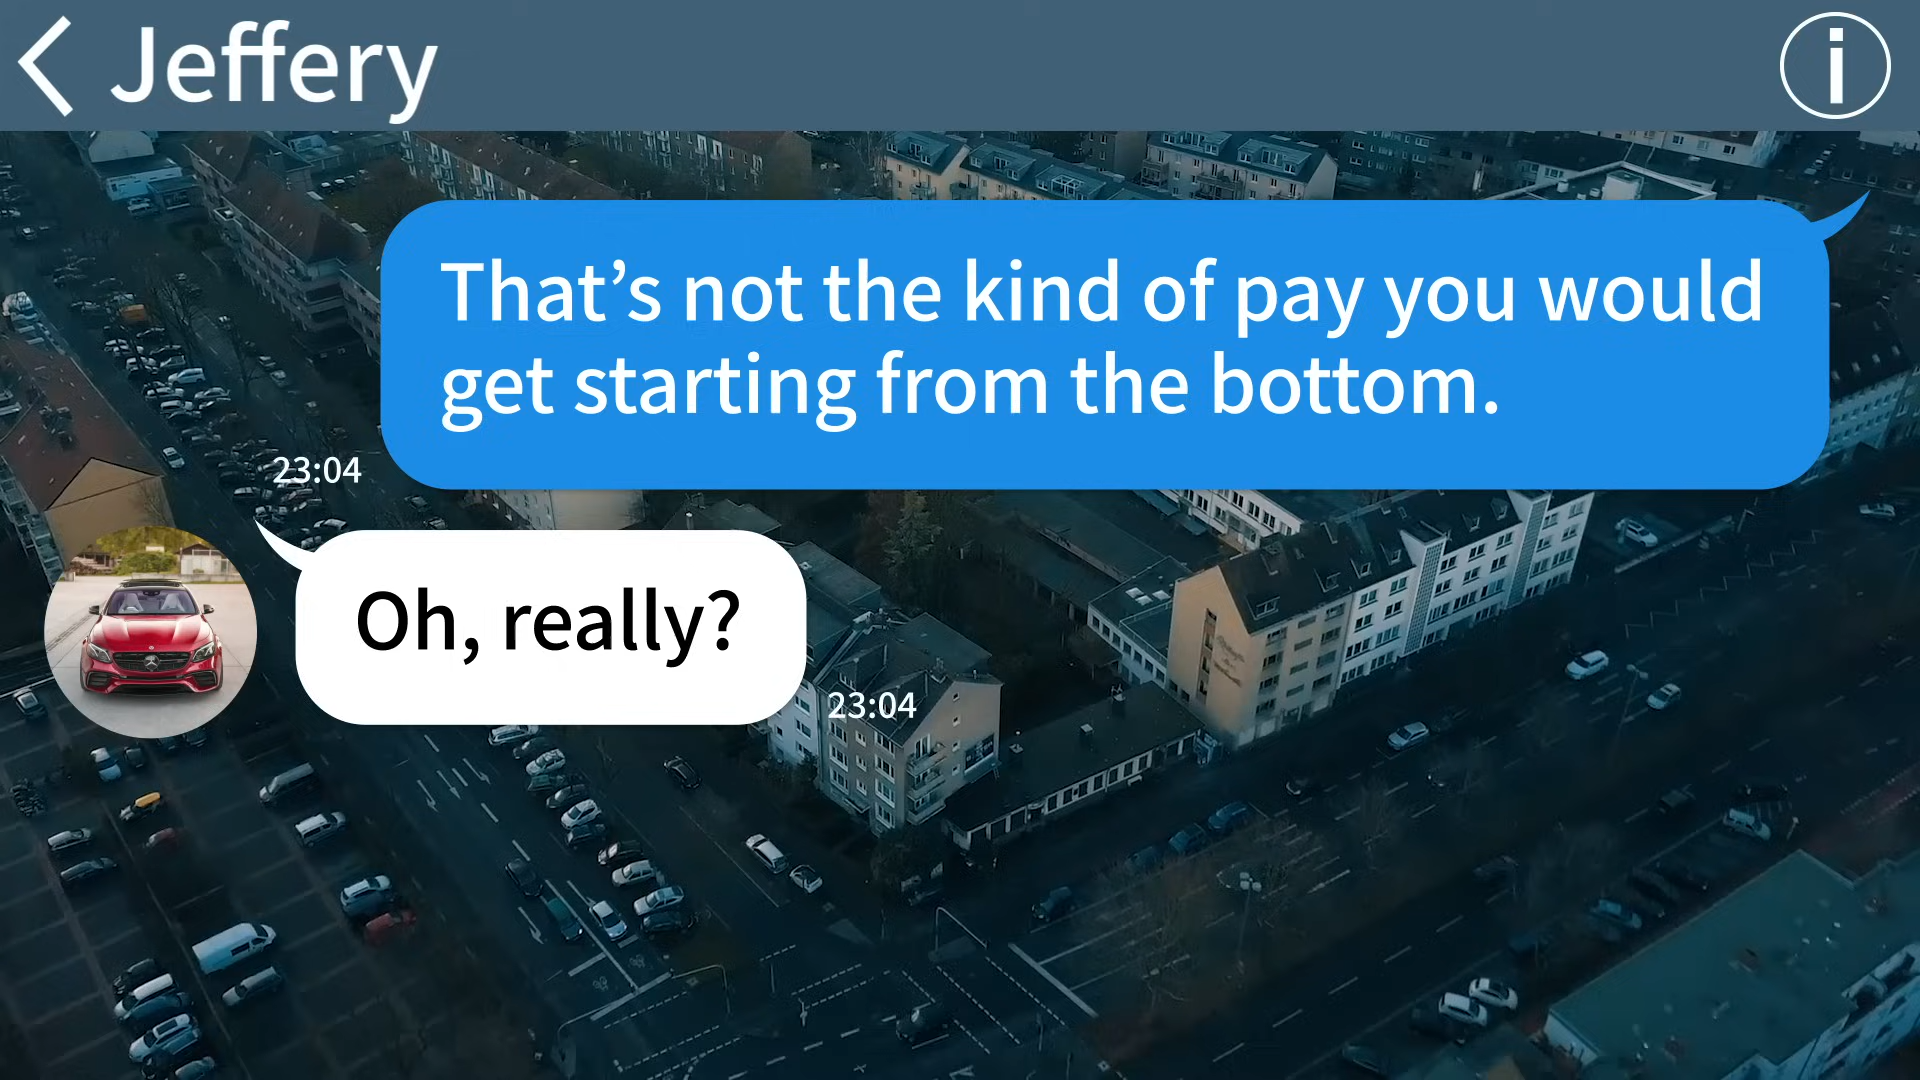 Jeffery
That’s not the kind of pay you would
get starting from the bottom.
23:04
Oh, really?
23:04